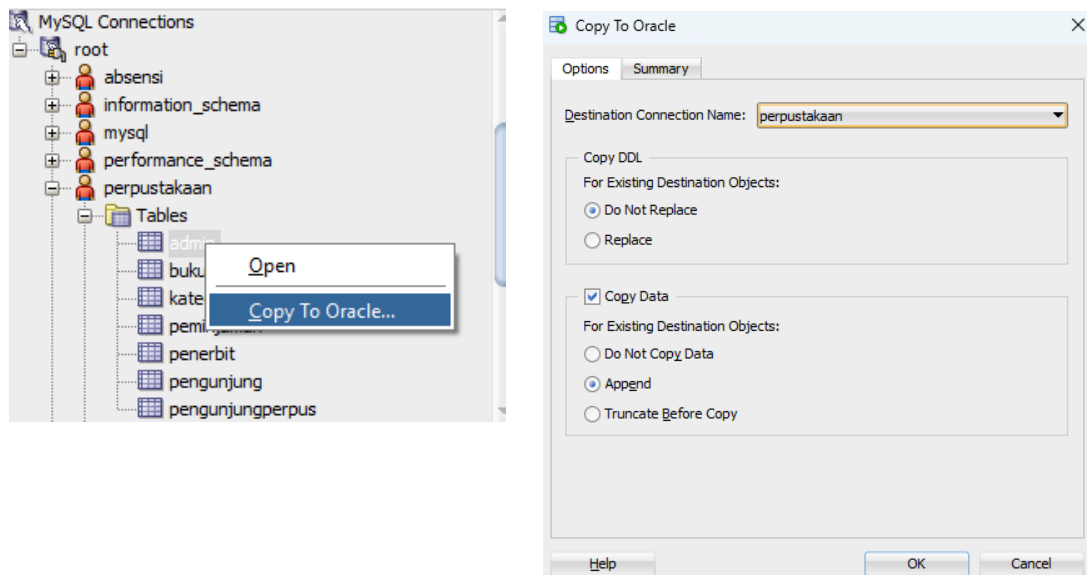 MySQL Connections
root
absensi
information_schema
mysql
performance_schema
perpustakaan
Tables
admin
buku
kate
peminjaman
penerbit
pengunjung
pengunjungperpus
Open
Copy To Oracle...
Copy To Oracle
Options Summary
Destination Connection Name: perpustakaan
Copy DDL
For Existing Destination Objects:
Do Not Replace
Replace
Copy Data
For Existing Destination Objects:
Do Not Copy Data
Append
Truncate Before Copy
Help OK Cancel